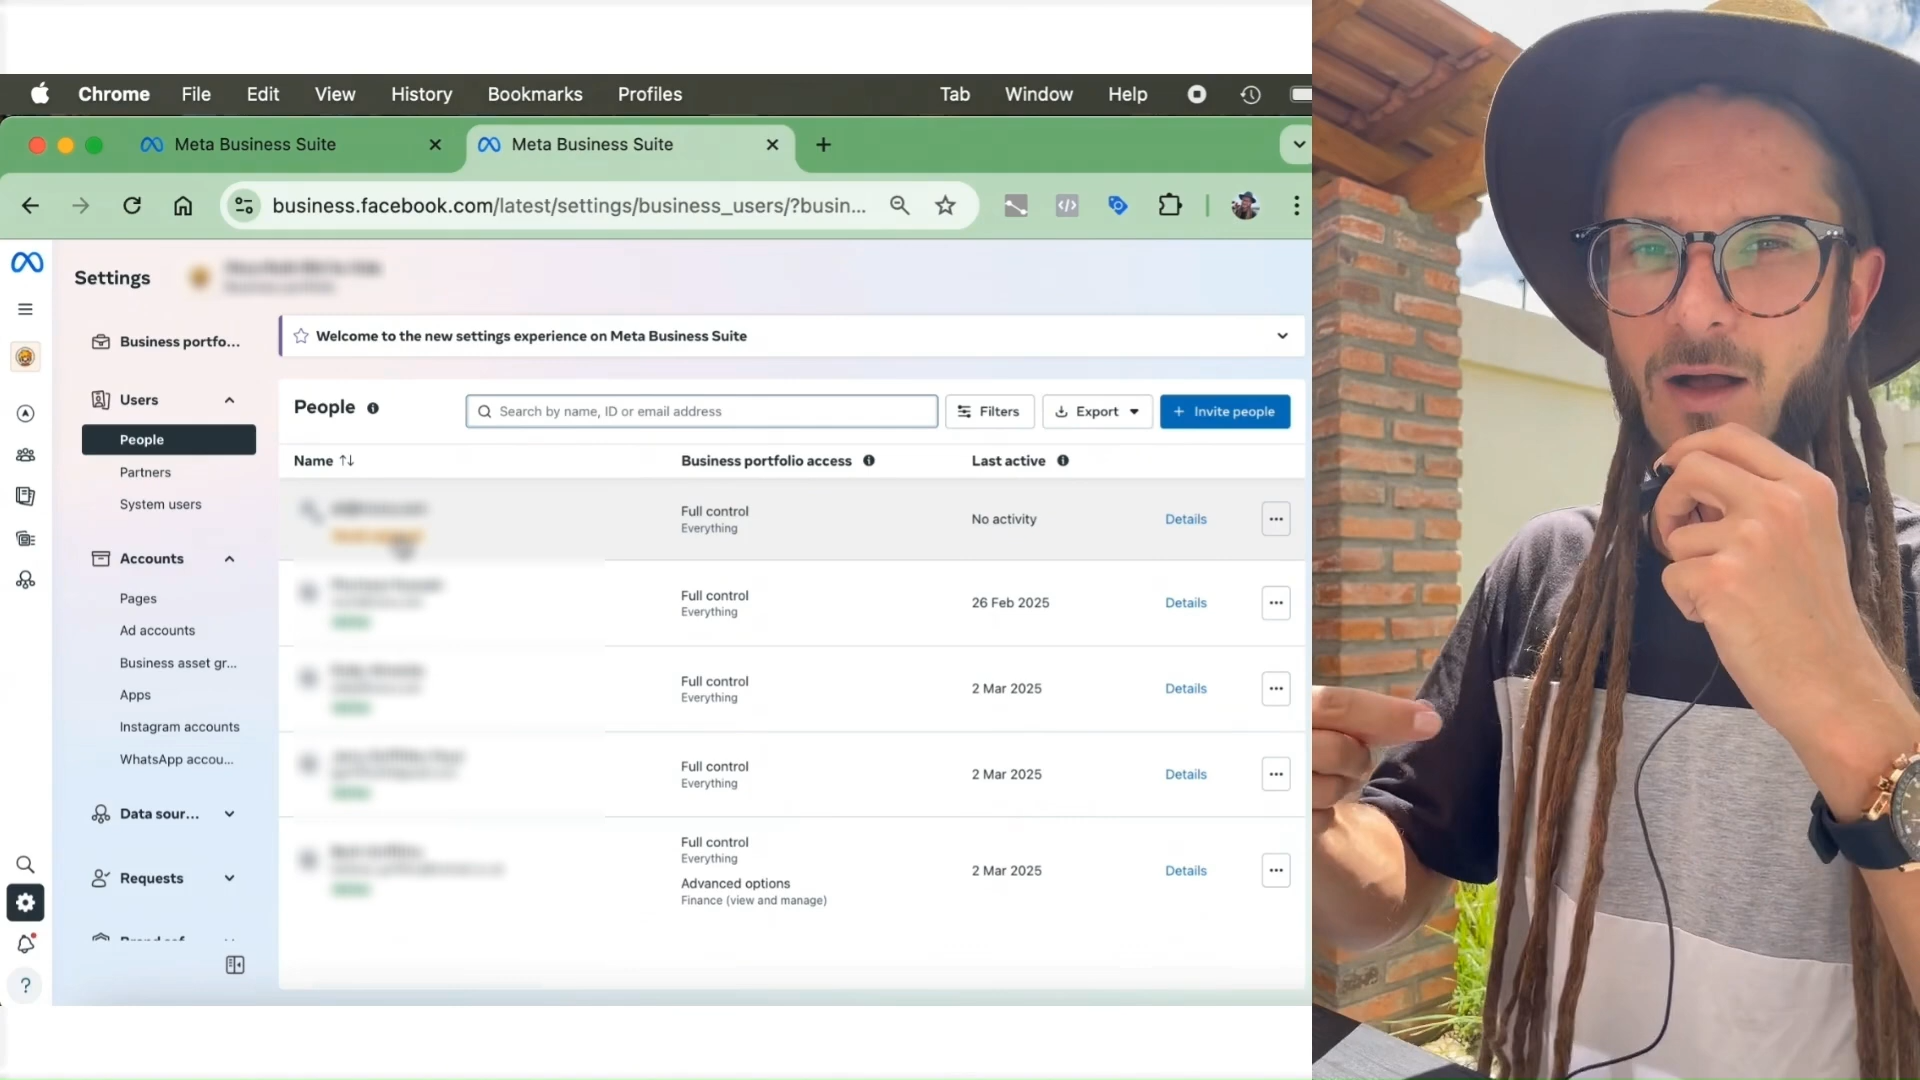 Chrome File Edit View History Bookmarks Profiles Tab Window Help
Meta Business Suite
Meta Business Suite
business.facebook.com/latest/settings/business_users/?busin...
Settings
Business portfo...
Users
People
Partners
System users
Accounts
Pages
Ad accounts
Business asset gr...
Apps
Instagram accounts
WhatsApp accou...
Data sour...
Requests
Welcome to the new settings experience on Meta Business Suite
People
Search by name, ID or email address
Filters
Export
+ Invite people
Name Business portfolio access Last active
Full control
Everything
No activity
Details
Full control
Everything
26 Feb 2025
Details
Full control
Everything
2 Mar 2025
Details
Full control
Everything
2 Mar 2025
Details
Full control
Everything
Advanced options
Finance (view and manage)
2 Mar 2025
Details